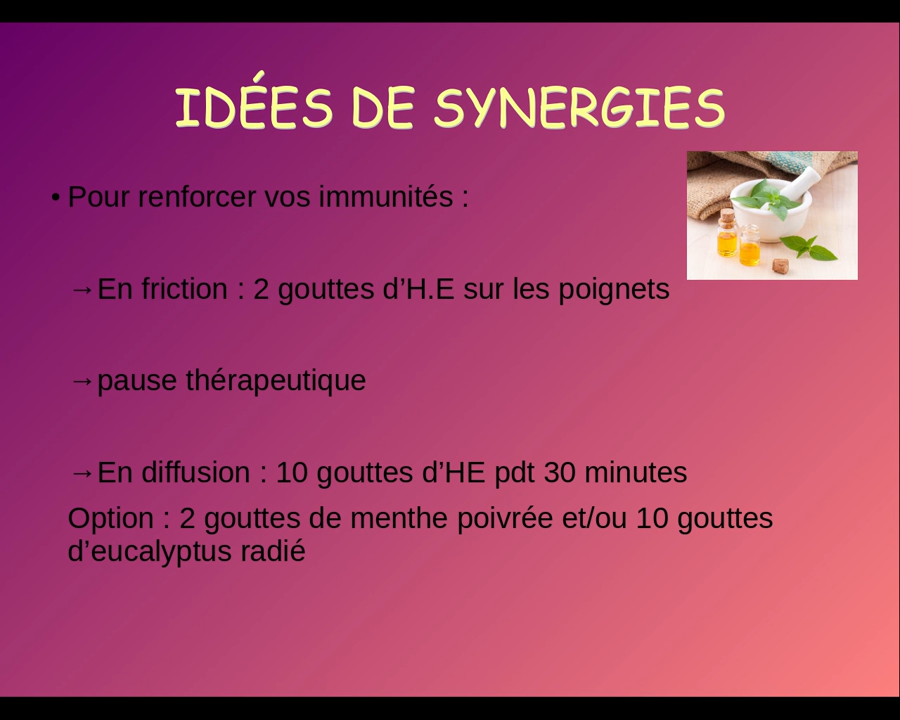 IDÉES DE SYNERGIES
• Pour renforcer vos immunités :
→En friction : 2 gouttes d’H.E sur les poignets
→pause thérapeutique
→En diffusion : 10 gouttes d’HE pdt 30 minutes
Option : 2 gouttes de menthe poivrée et/ou 10 gouttes
d’eucalyptus radié